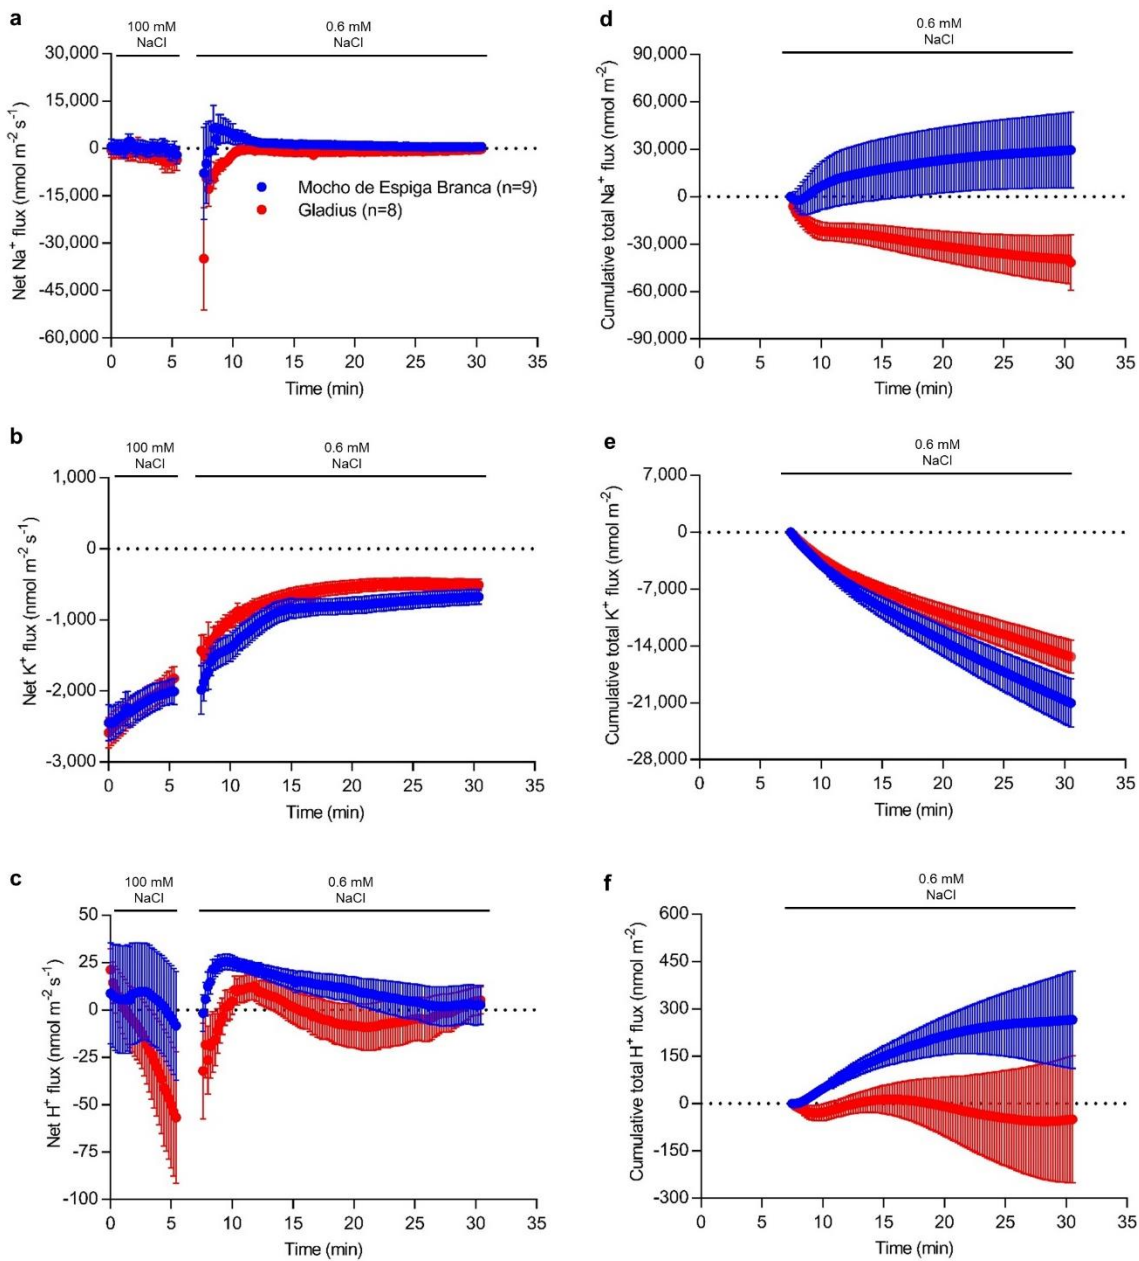 a
100 mM
NaCl
0.6 mM
NaCl
30,000
15,000
0
-15,000
-30,000
-45,000
-60,000
Net Na⁺ flux (nmol m⁻² s⁻¹)
Mocho de Espiga Branca (n=9)
Gladius (n=8)
0 5 10 15 20 25 30 35
Time (min)
d
0.6 mM
NaCl
90,000
60,000
30,000
0
-30,000
-60,000
-90,000
Cumulative total Na⁺ flux (nmol m⁻²)
0 5 10 15 20 25 30 35
Time (min)
b
100 mM
NaCl
0.6 mM
NaCl
1,000
0
-1,000
-2,000
-3,000
Net K⁺ flux (nmol m⁻² s⁻¹)
0 5 10 15 20 25 30 35
Time (min)
e
0.6 mM
NaCl
7,000
0
-7,000
-14,000
-21,000
-28,000
Cumulative total K⁺ flux (nmol m⁻²)
0 5 10 15 20 25 30 35
Time (min)
c
100 mM
NaCl
0.6 mM
NaCl
50
25
0
-25
-50
-75
-100
Net H⁺ flux (nmol m⁻² s⁻¹)
0 5 10 15 20 25 30 35
Time (min)
f
0.6 mM
NaCl
600
450
300
150
0
-150
-300
Cumulative total H⁺ flux (nmol m⁻²)
0 5 10 15 20 25 30 35
Time (min)